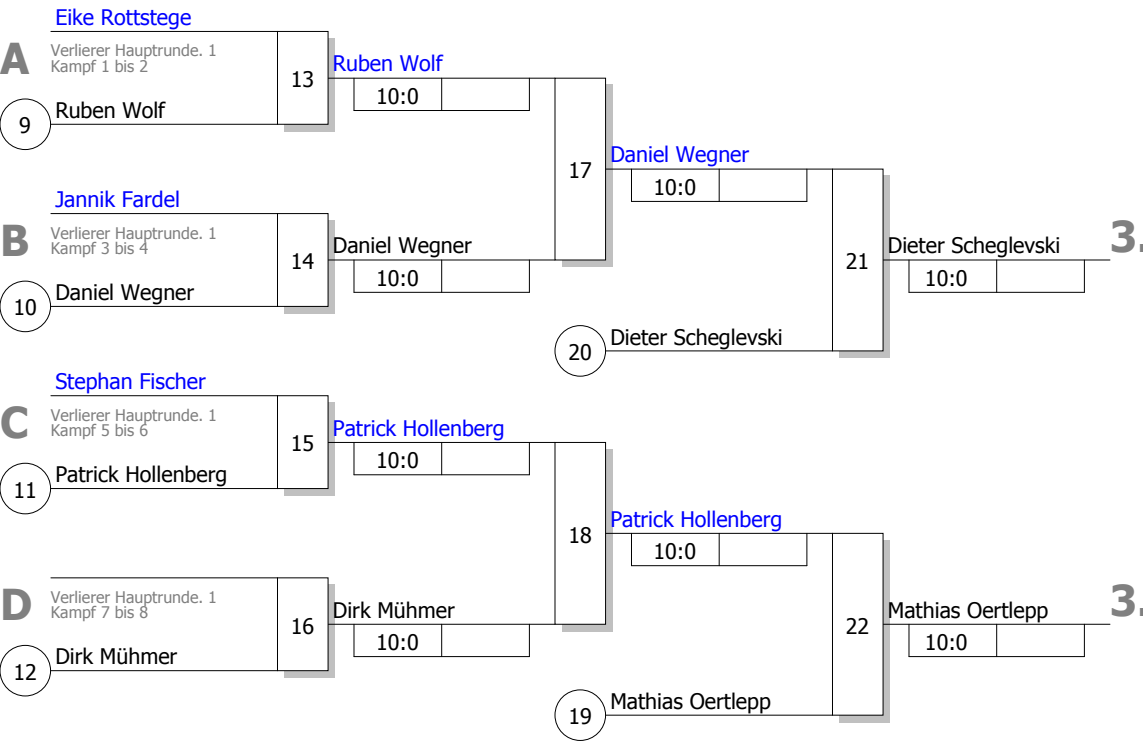 Eike Rottstege
A
Verlierer Hauptrunde. 1
Kampf 1 bis 2
13
Ruben Wolf
10:0
9
Ruben Wolf
17
Daniel Wegner
10:0
Jannik Fardel
B
Verlierer Hauptrunde. 1
Kampf 3 bis 4
14
Daniel Wegner
10:0
10
Daniel Wegner
21
Dieter Scheglevski
10:0
3.
20
Dieter Scheglevski
Stephan Fischer
C
Verlierer Hauptrunde. 1
Kampf 5 bis 6
15
Patrick Hollenberg
10:0
11
Patrick Hollenberg
18
Patrick Hollenberg
10:0
D
Verlierer Hauptrunde. 1
Kampf 7 bis 8
16
Dirk Mühmer
10:0
12
Dirk Mühmer
22
Mathias Oertlepp
10:0
3.
19
Mathias Oertlepp